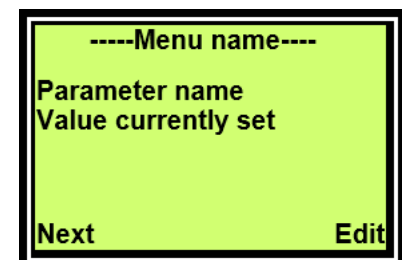 -----Menu name----
Parameter name
Value currently set
Next Edit